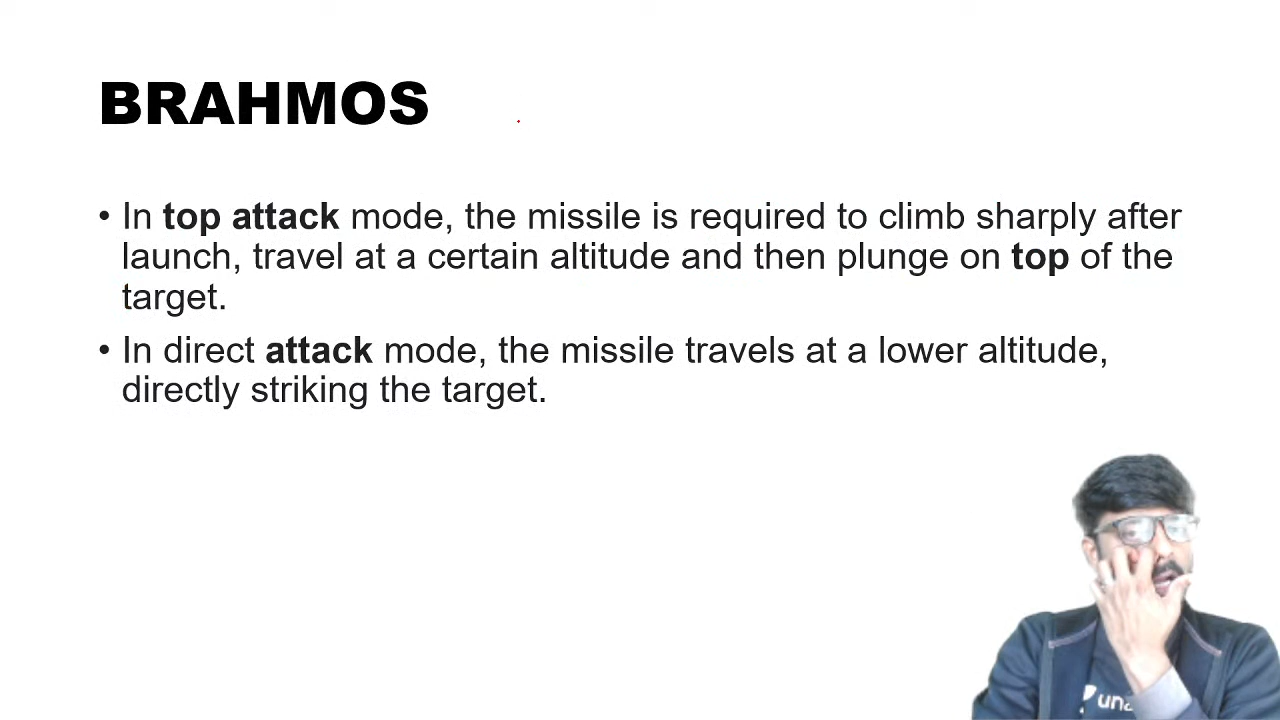 BRAHMOS
• In top attack mode, the missile is required to climb sharply after
launch, travel at a certain altitude and then plunge on top of the
target.
• In direct attack mode, the missile travels at a lower altitude,
directly striking the target.